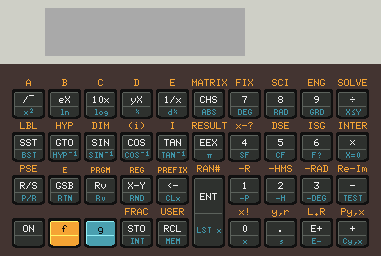 A B C D E MATRIX FIX SCI ENG SOLVE
/‾ eX 10x yX 1/x CHS 7 8 9 ÷
x² ln log % d% ABS DEG RAD GRD X≤Y
LBL HYP DIM (i) I RESULT x-? DSE ISG INTER
SST GTO SIN COS TAN EEX 4 5 6 x
BST HYP⁻¹ SIN⁻¹ COS⁻¹ TAN⁻¹ π SF CF F? X=0
PSE E PRGM REG PREFIX RAN# -R -HMS -RAD Re-Im
R/S GSB Rv X-Y <- ENT 1 2 3 -
P/R RTN Rv RND CLx -P -H -DEG TEST
FRAC USER x! y,r L.R Py,x
ON f g STO RCL 0 . E+ +
INT MEM LST x x s E- Cy,x